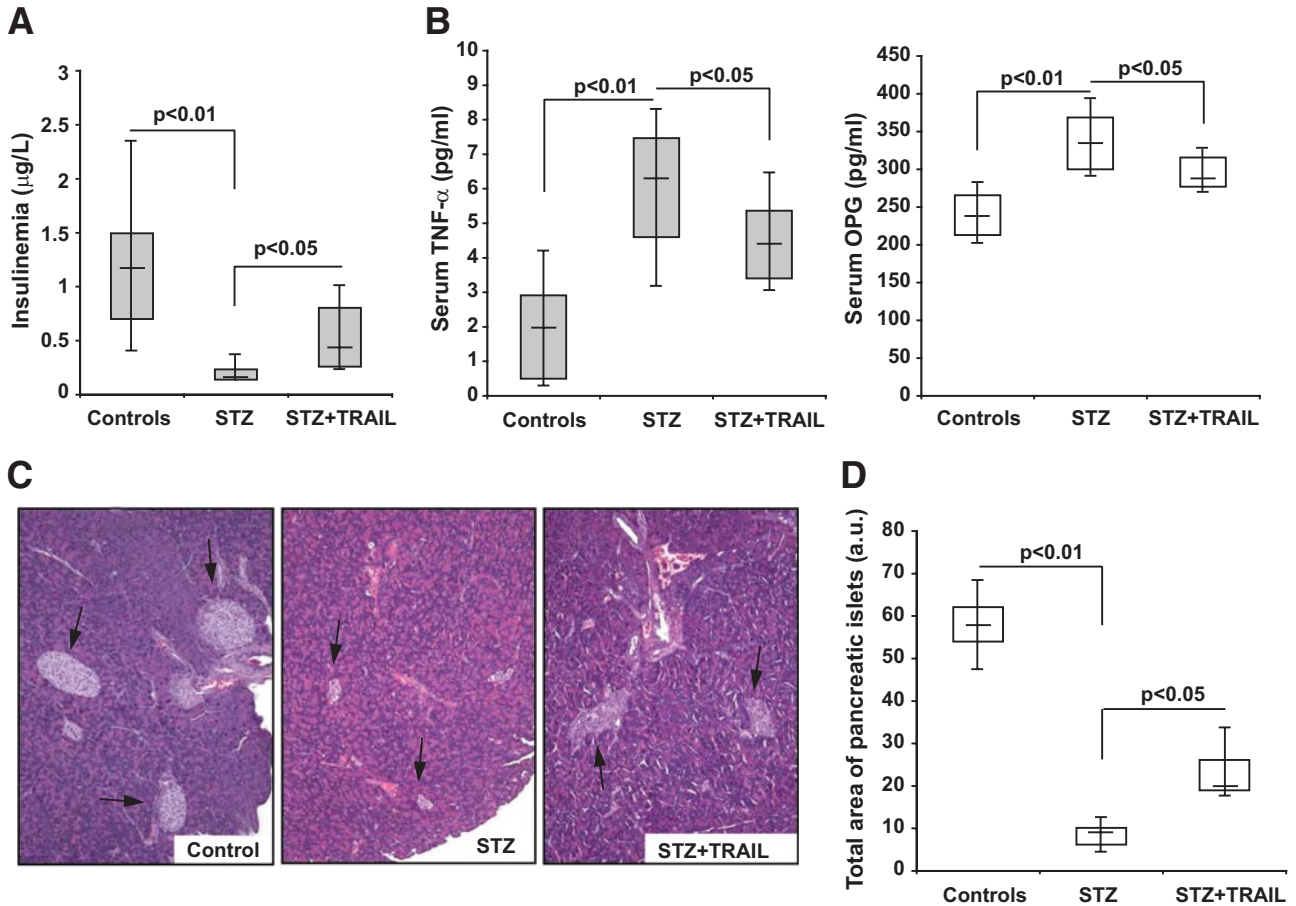 A
Insulinemia (µg/L)
3
2.5
2
1.5
1
0.5
0
p<0.01
p<0.05
Controls STZ STZ+TRAIL
B
Serum TNF-α (pg/ml)
10
9
8
7
6
5
4
3
2
1
0
p<0.01
p<0.05
Controls STZ STZ+TRAIL
Serum OPG (pg/ml)
450
400
350
300
250
200
150
100
50
0
p<0.01
p<0.05
Controls STZ STZ+TRAIL
C
Control
STZ
STZ+TRAIL
D
Total area of pancreatic islets (a.u.)
80
70
60
50
40
30
20
10
0
p<0.01
p<0.05
Controls STZ STZ+TRAIL